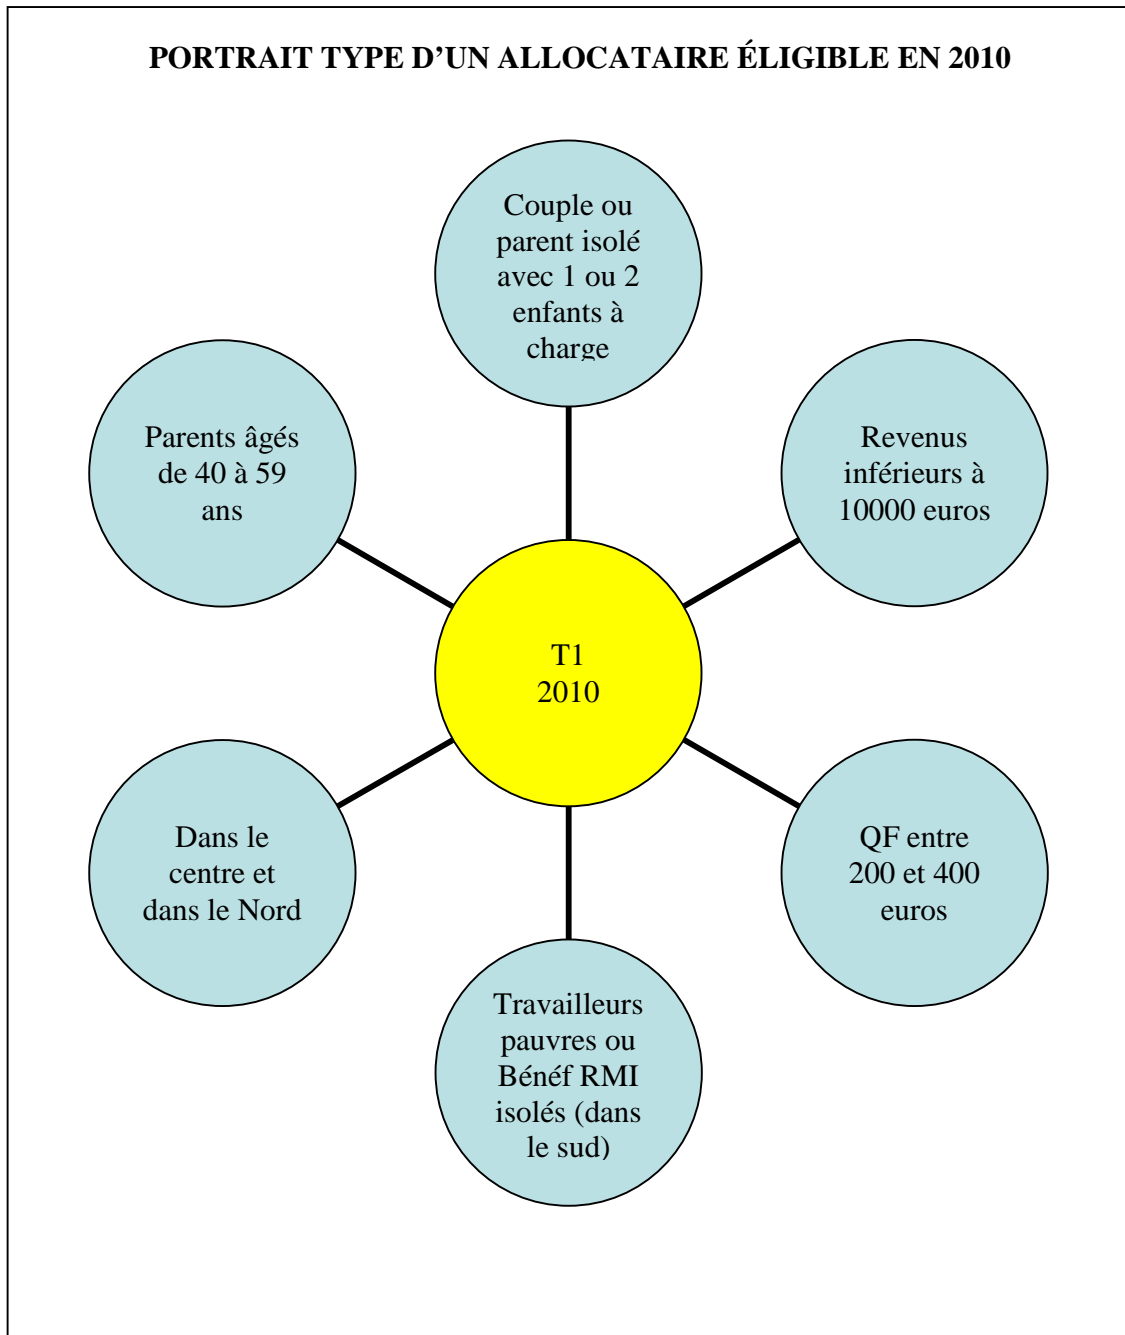 PORTRAIT TYPE D’UN ALLOCATAIRE ÉLIGIBLE EN 2010
Couple ou
parent isolé
avec 1 ou 2
enfants à
charge
Parents âgés
de 40 à 59
ans
Revenus
inférieurs à
10000 euros
T1
2010
Dans le
centre et
dans le Nord
QF entre
200 et 400
euros
Travailleurs
pauvres ou
Bénéf RMI
isolés (dans
le sud)